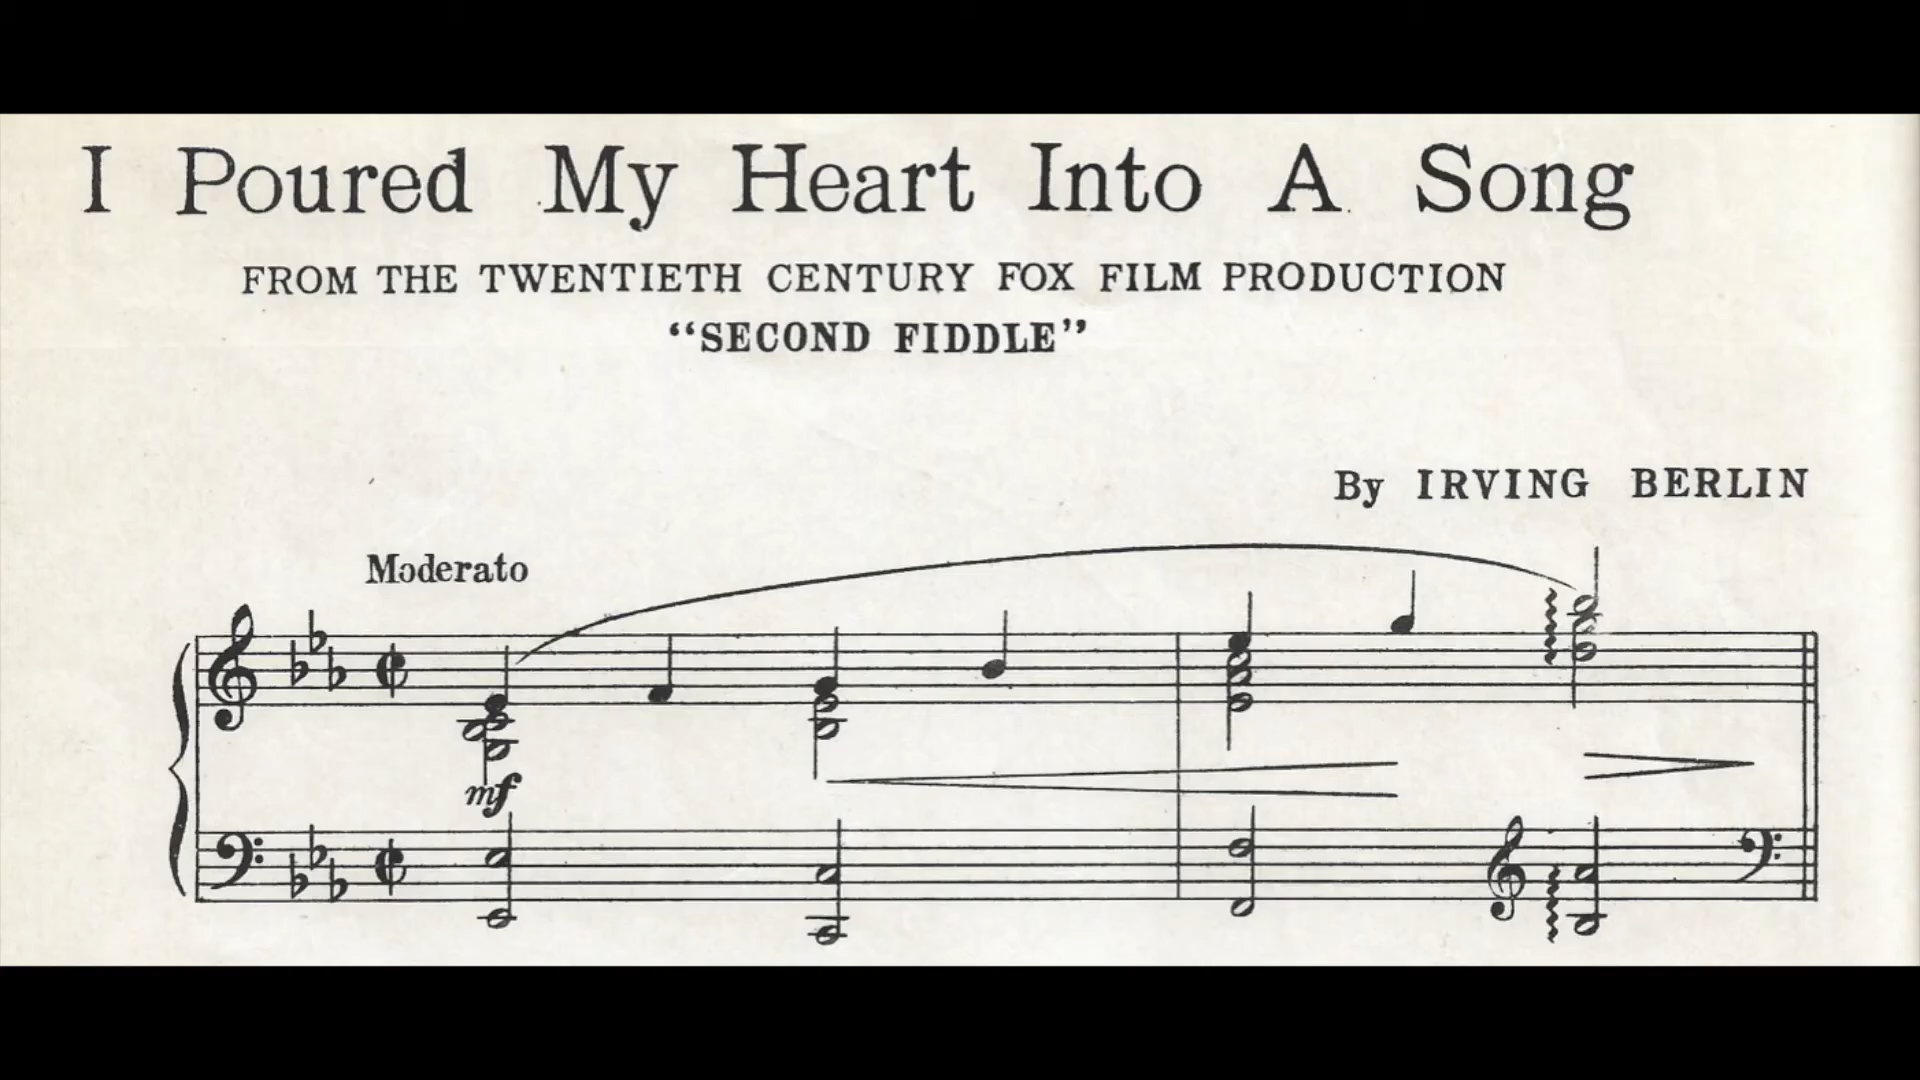 I Poured My Heart Into A Song
FROM THE TWENTIETH CENTURY FOX FILM PRODUCTION
“SECOND FIDDLE”
By IRVING BERLIN
Moderato
mf